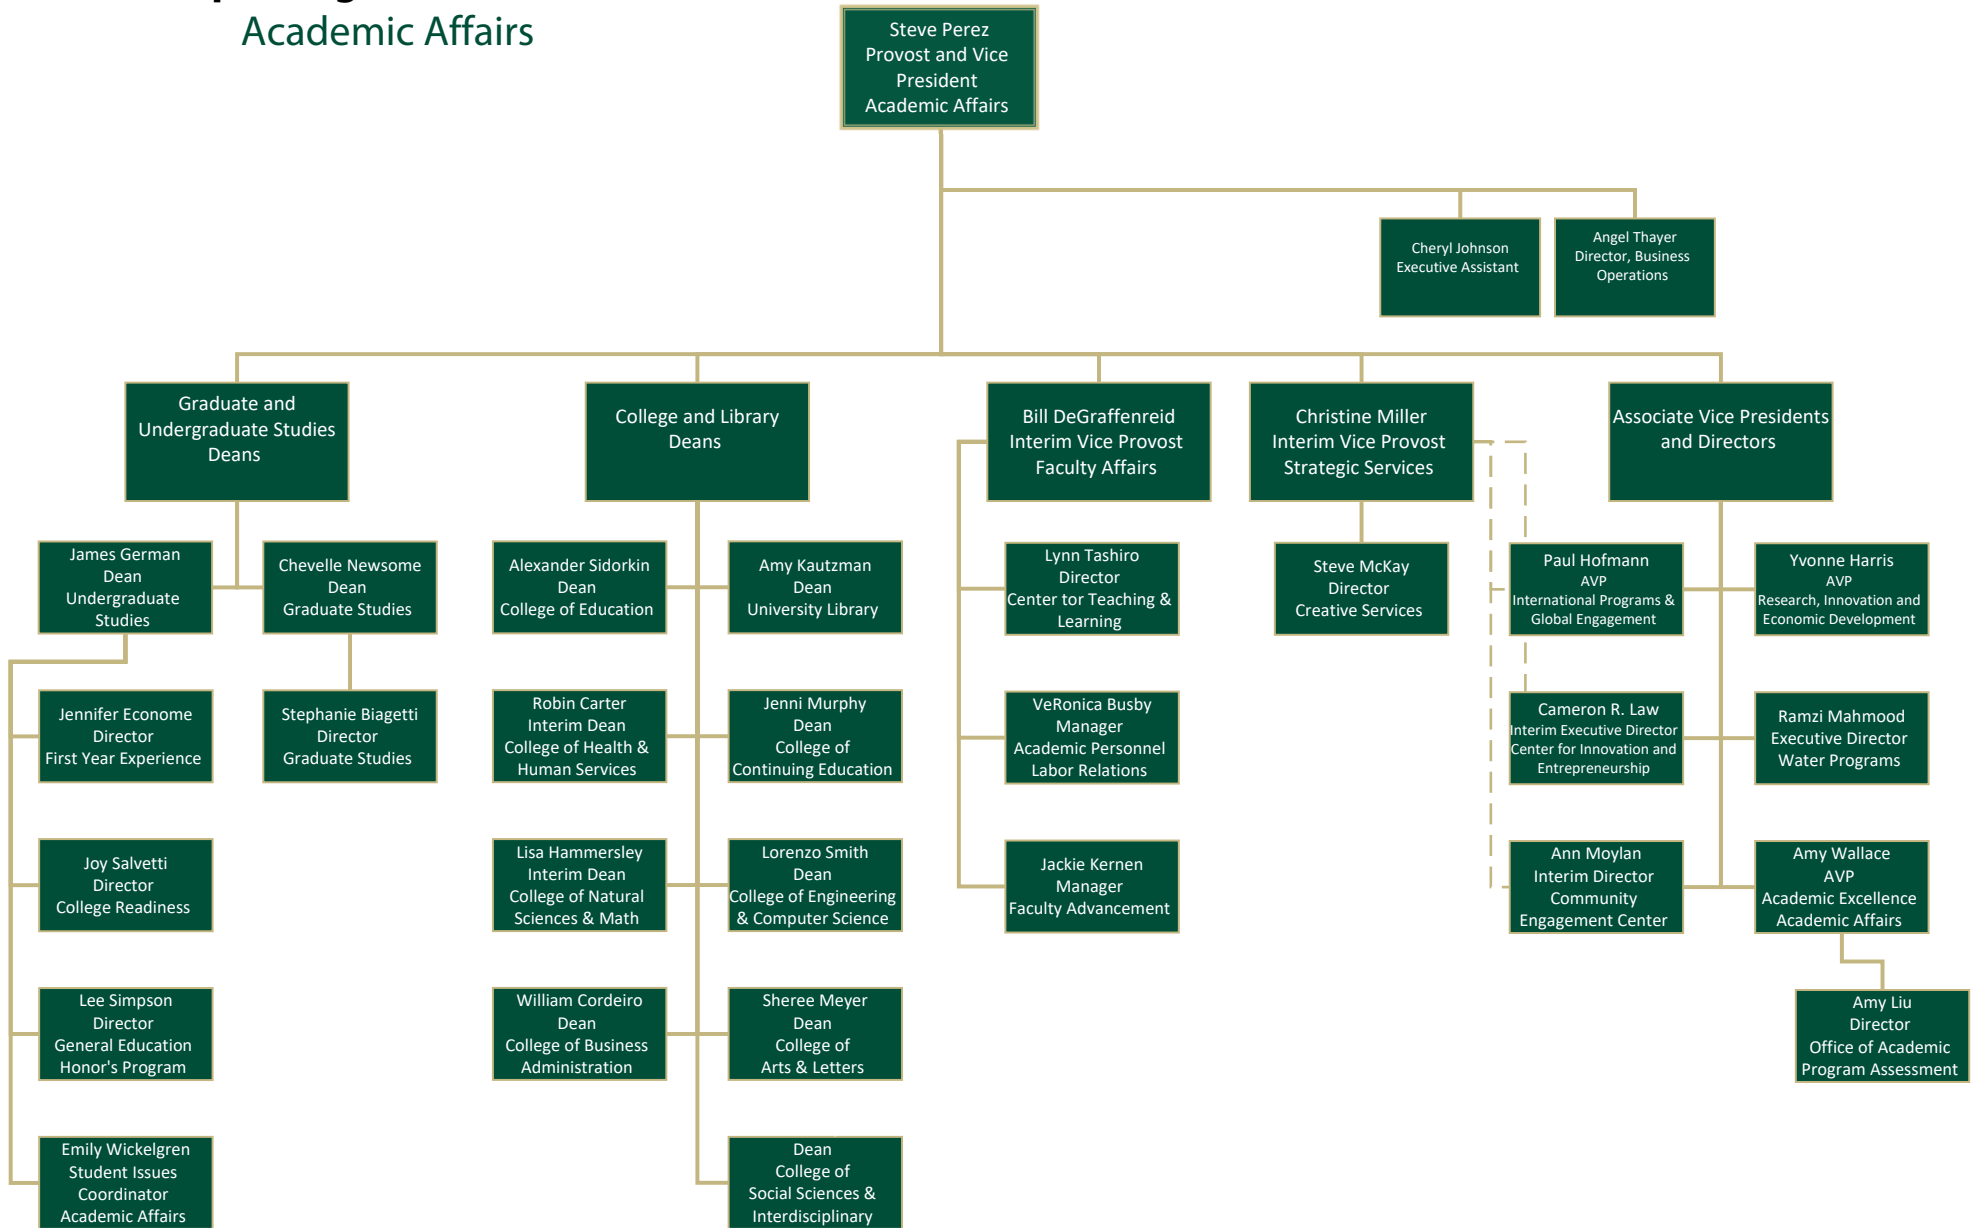 Academic Affairs
Steve Perez
Provost and Vice
President
Academic Affairs
Cheryl Johnson
Executive Assistant
Angel Thayer
Director, Business
Operations
Graduate and
Undergraduate Studies
Deans
College and Library
Deans
Bill DeGraffenreid
Interim Vice Provost
Faculty Affairs
Christine Miller
Interim Vice Provost
Strategic Services
Associate Vice Presidents
and Directors
James German
Dean
Undergraduate
Studies
Chevelle Newsome
Dean
Graduate Studies
Alexander Sidorkin
Dean
College of Education
Amy Kautzman
Dean
University Library
Lynn Tashiro
Director
Center tor Teaching &
Learning
Steve McKay
Director
Creative Services
Paul Hofmann
AVP
International Programs &
Global Engagement
Yvonne Harris
AVP
Research, Innovation and
Economic Development
Jennifer Econome
Director
First Year Experience
Stephanie Biagetti
Director
Graduate Studies
Robin Carter
Interim Dean
College of Health &
Human Services
Jenni Murphy
Dean
College of
Continuing Education
VeRonica Busby
Manager
Academic Personnel
Labor Relations
Cameron R. Law
Interim Executive Director
Center for Innovation and
Entrepreneurship
Ramzi Mahmood
Executive Director
Water Programs
Joy Salvetti
Director
College Readiness
Lisa Hammersley
Interim Dean
College of Natural
Sciences & Math
Lorenzo Smith
Dean
College of Engineering
& Computer Science
Jackie Kernen
Manager
Faculty Advancement
Ann Moylan
Interim Director
Community
Engagement Center
Amy Wallace
AVP
Academic Excellence
Academic Affairs
Lee Simpson
Director
General Education
Honor's Program
William Cordeiro
Dean
College of Business
Administration
Sheree Meyer
Dean
College of
Arts & Letters
Amy Liu
Director
Office of Academic
Program Assessment
Emily Wickelgren
Student Issues
Coordinator
Academic Affairs
Dean
College of
Social Sciences &
Interdisciplinary